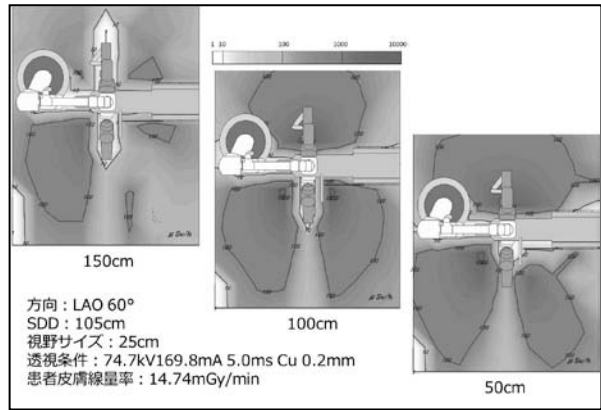 1 10 100 1000 10000
150cm
100cm
50cm
方向：LAO 60°
SDD：105cm
視野サイズ：25cm
透視条件：74.7kV169.8mA 5.0ms Cu 0.2mm
患者皮膚線量率：14.74mGy/min